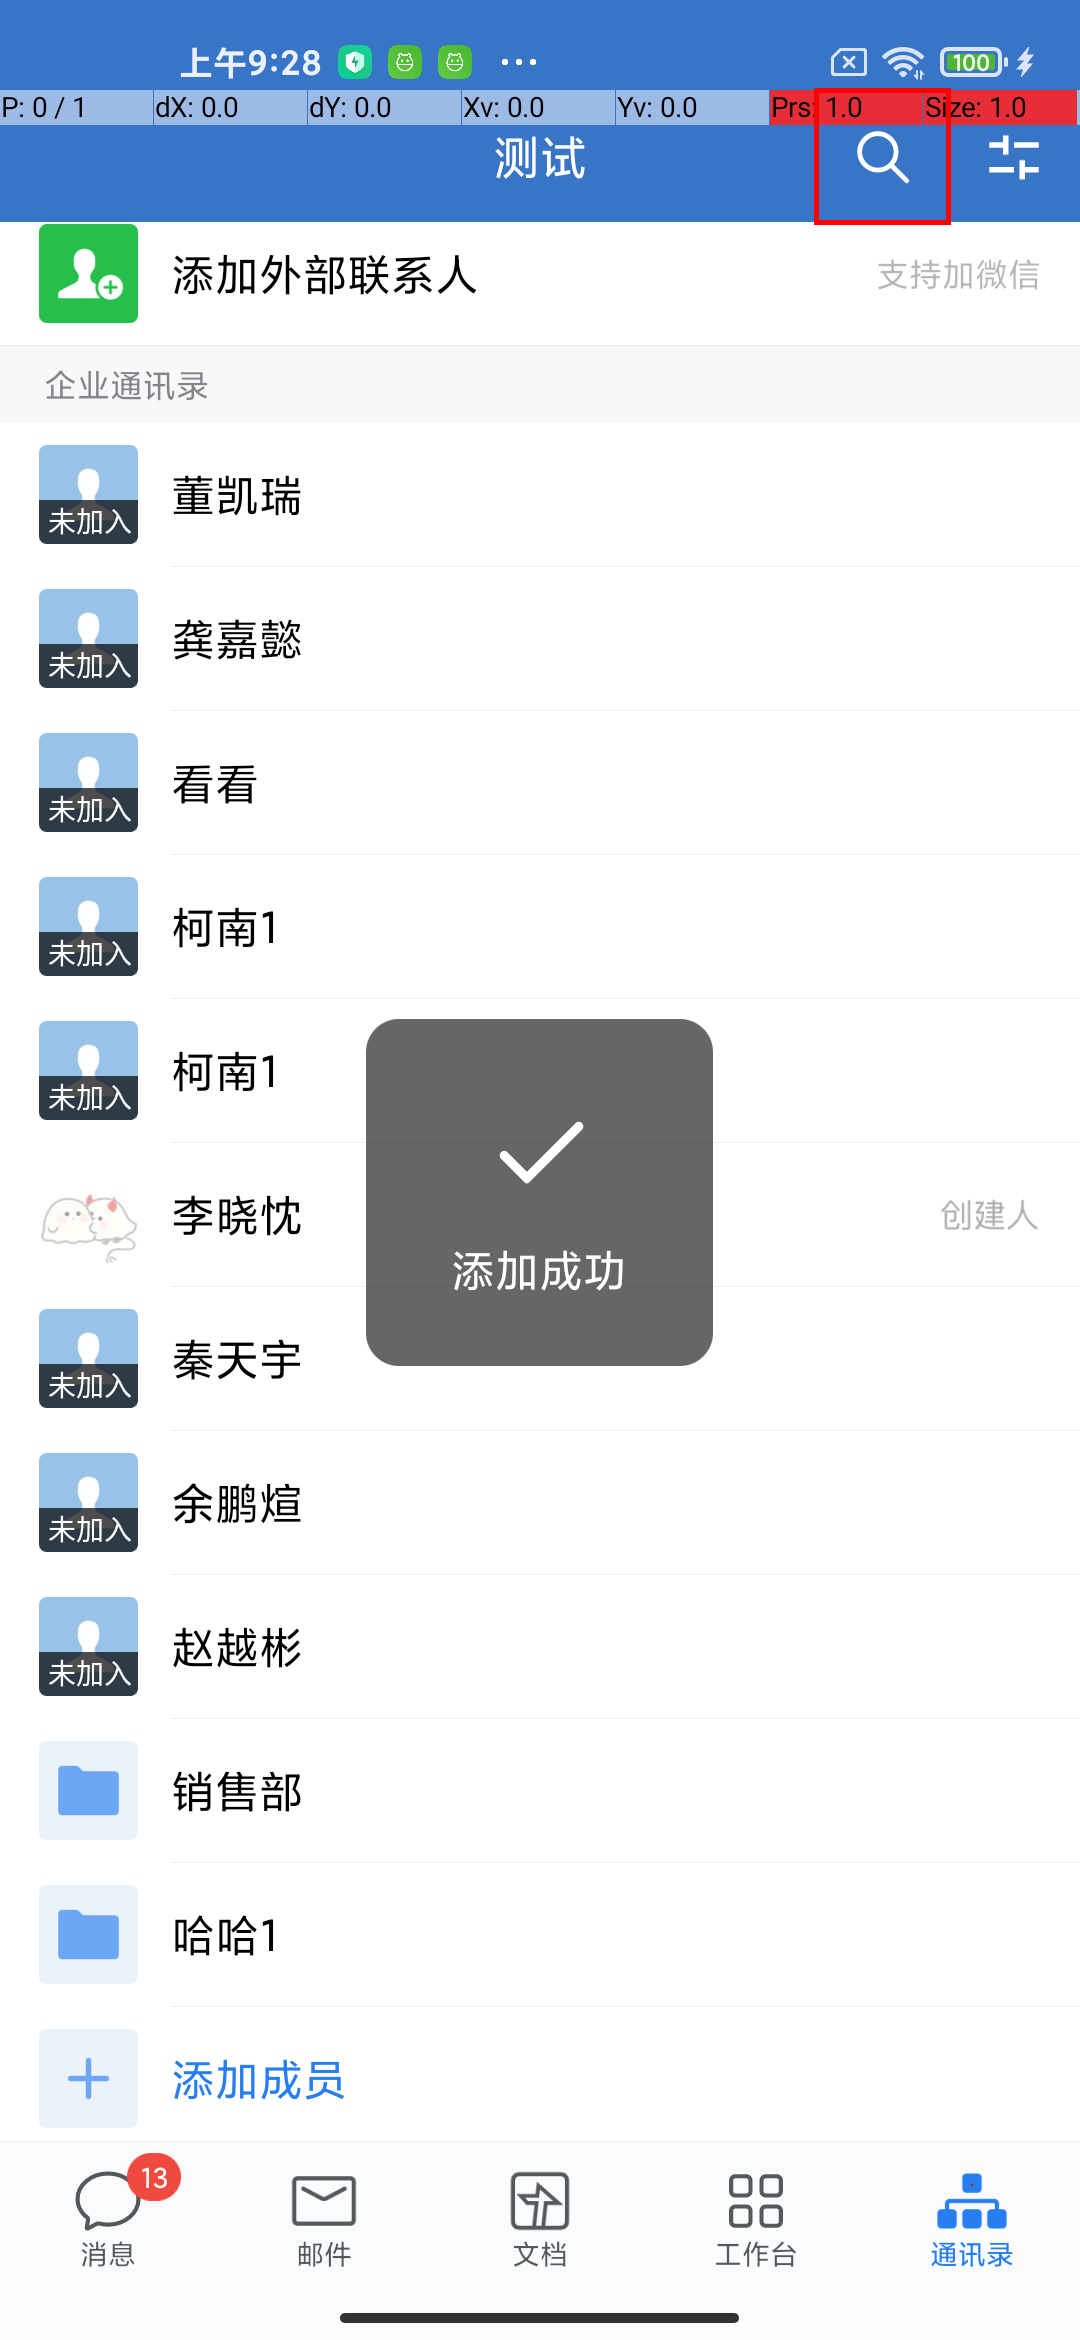 上午9:28 ... 100
P: 0 / 1 dX: 0.0 dY: 0.0 Xv: 0.0 Yv: 0.0 Prs: 1.0 Size: 1.0
测试
添加外部联系人 支持加微信
企业通讯录
未加入 董凯瑞
未加入 龚嘉懿
未加入 看看
未加入 柯南1
未加入 柯南1
李晓忱 创建人
添加成功
未加入 秦天宇
未加入 余鹏煊
未加入 赵越彬
销售部
哈哈1
添加成员
13
消息 邮件 文档 工作台 通讯录